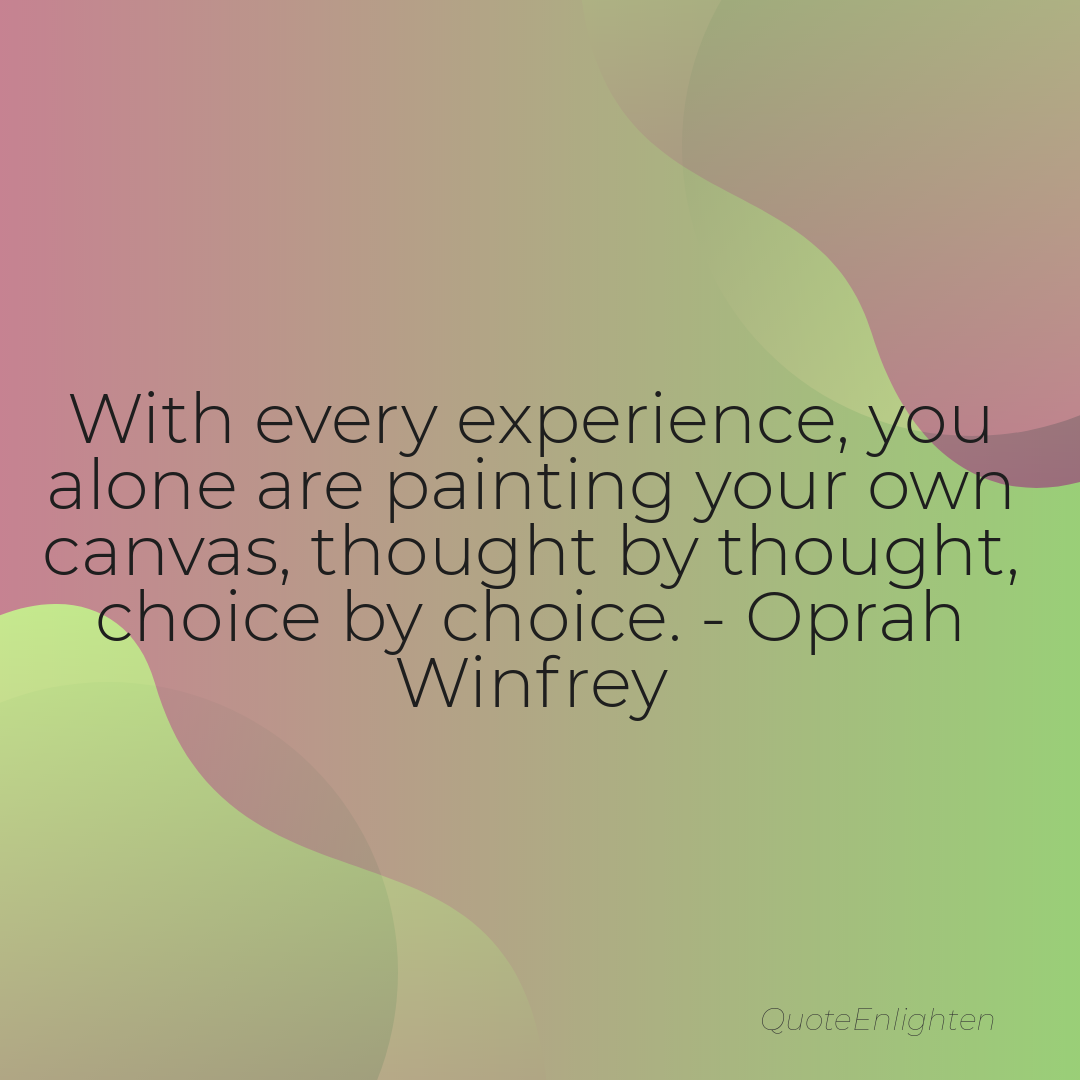 With every experience, you
alone are painting your own
canvas, thought by thought,
choice by choice. - Oprah
Winfrey
QuoteEnlighten